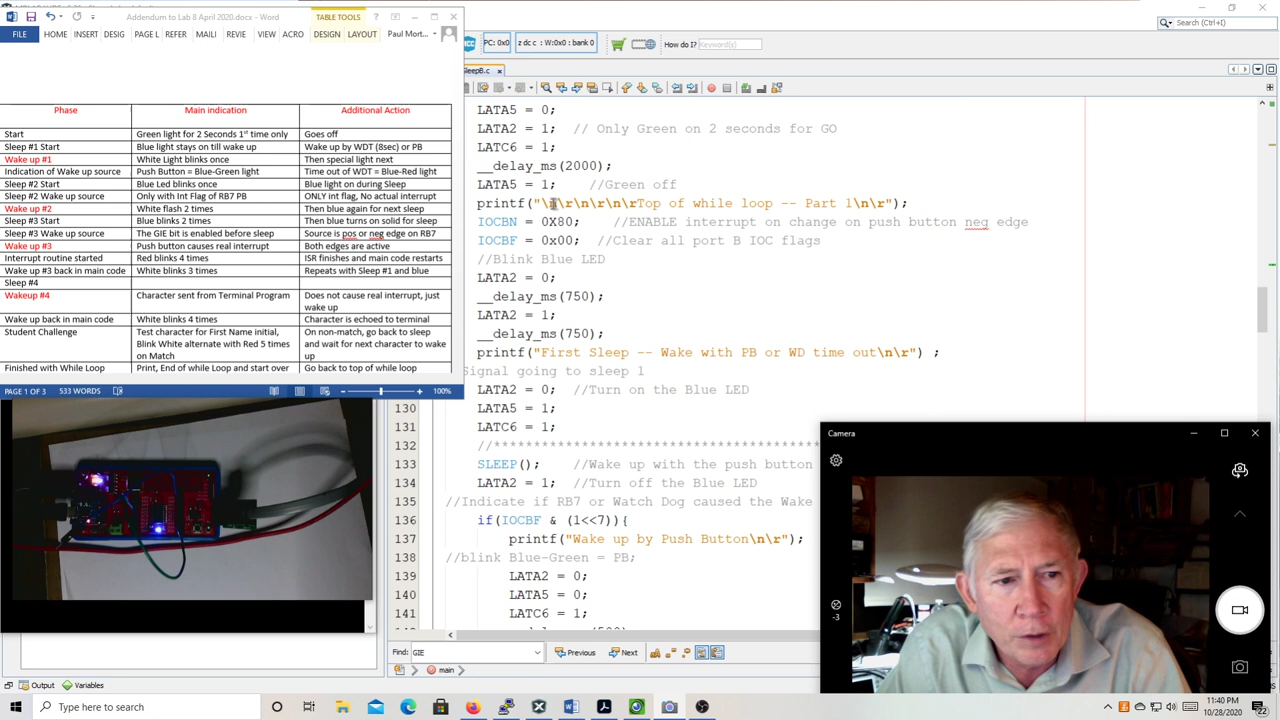 Addendum to Lab 8 April 2020.docx - Word
TABLE TOOLS
FILE HOME INSERT DESIGN PAGE L REFER MAILI REVIE VIEW ACRO DESIGN LAYOUT Paul Mort...
Phase Main indication Additional Action
Start Green light for 2 Seconds 1st time only Goes off
Sleep #1 Start Blue light stays on till wake up Wake up by WDT (8sec) or PB
Wake up #1 White Light blinks once Then special light next
Indication of Wake up source Push Button = Blue-Green light Time out of WDT = Blue-Red light
Sleep #2 Start Blue Led blinks once Blue light on during Sleep
Sleep #2 Wake up source Only with Int Flag of RB7 PB ONLY Int flag, No actual interrupt
Wake up #2 White flash 2 times Then blue again for next sleep
Sleep #3 Start Blue blinks 2 times Then blue turns on solid for sleep
Sleep #3 Wake up source The GIE bit is enabled before sleep Source is pos or neg edge on RB7
Wake up #3 Push button causes real interrupt Both edges are active
Interrupt routine started Red blinks 4 times ISR finishes and main code restarts
Wake up #3 back in main code White blinks 3 times Repeats with Sleep #1 and blue
Sleep #4
Wakeup #4 Character sent from Terminal Program Does not cause real interrupt, just
wake up
Wake up back in main code White blinks 4 times Character is echoed to terminal
Student Challenge Test character for First Name initial, On non-match, go back to sleep
Blink White alternate with Red 5 times and wait for next character to wake
on Match up
Finished with While Loop Print, End of while Loop and start over Go back to top of while loop
PAGE 1 OF 3 533 WORDS 100%
Search (Ctrl+I)
PC: 0x0 z dc c : W:0x0 : bank 0 How do I? Keyword(s)
SleepB.c
LATA5 = 0;
LATA2 = 1; // Only Green on 2 seconds for GO
LATC6 = 1;
__delay_ms(2000);
LATA5 = 1; //Green off
printf("\n\r\n\r\n\rTop of while loop -- Part 1\n\r");
IOCBN = 0X80; //ENABLE interrupt on change on push button neg edge
IOCBF = 0x00; //Clear all port B IOC flags
//Blink Blue LED
LATA2 = 0;
__delay_ms(750);
LATA2 = 1;
__delay_ms(750);
printf("First Sleep -- Wake with PB or WD time out\n\r") ;
Signal going to sleep 1
LATA2 = 0; //Turn on the Blue LED
130 LATA5 = 1;
131 LATC6 = 1;
132 //****************************************
133 SLEEP(); //Wake up with the push button
134 LATA2 = 1; //Turn off the Blue LED
135 //Indicate if RB7 or Watch Dog caused the Wake
136 if(IOCBF & (1<<7)){
137 printf("Wake up by Push Button\n\r");
138 //blink Blue-Green = PB;
139 LATA2 = 0;
140 LATA5 = 0;
141 LATC6 = 1;
Find: GIE Previous Next
main
Camera
-3
Output Variables
Type here to search
11:40 PM
10/28/2020
22